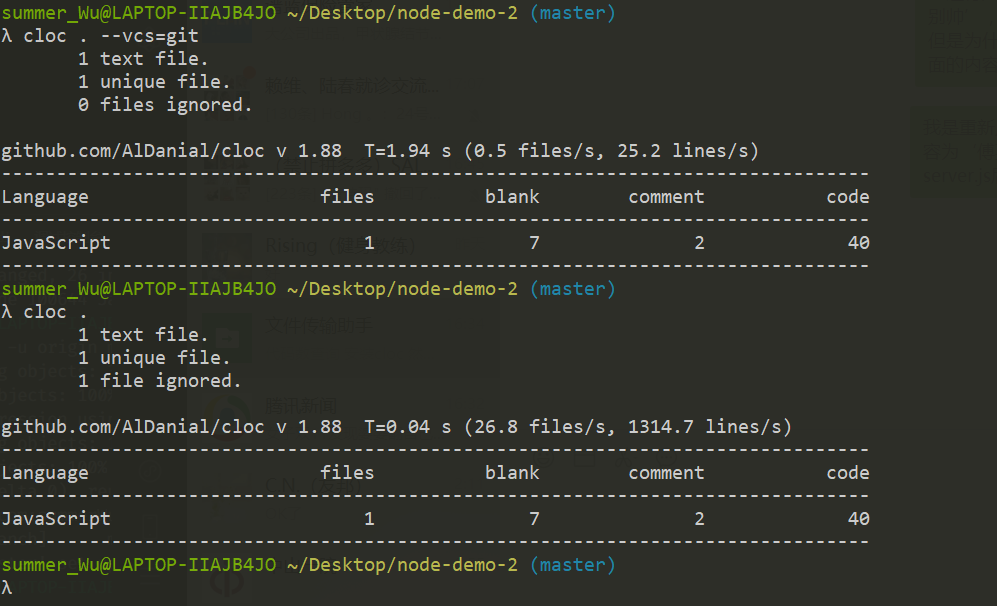 summer_Wu@LAPTOP-IIAJB4JO ~/Desktop/node-demo-2 (master)
λ cloc . --vcs=git
       1 text file.
       1 unique file.
       0 files ignored.
github.com/AlDanial/cloc v 1.88  T=1.94 s (0.5 files/s, 25.2 lines/s)
-------------------------------------------------------------------------------
Language                     files          blank        comment           code
-------------------------------------------------------------------------------
JavaScript                       1              7              2             40
-------------------------------------------------------------------------------
summer_Wu@LAPTOP-IIAJB4JO ~/Desktop/node-demo-2 (master)
λ cloc .
       1 text file.
       1 unique file.
       1 file ignored.
github.com/AlDanial/cloc v 1.88  T=0.04 s (26.8 files/s, 1314.7 lines/s)
-------------------------------------------------------------------------------
Language                     files          blank        comment           code
-------------------------------------------------------------------------------
JavaScript                       1              7              2             40
-------------------------------------------------------------------------------
summer_Wu@LAPTOP-IIAJB4JO ~/Desktop/node-demo-2 (master)
λ